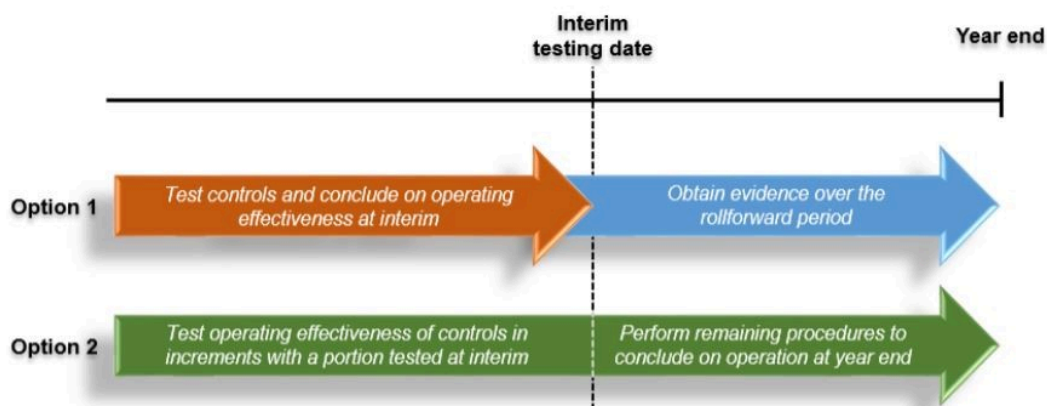 Interim
testing date
Year end
Option 1
Test controls and conclude on operating
effectiveness at interim
Obtain evidence over the
rollforward period
Option 2
Test operating effectiveness of controls in
increments with a portion tested at interim
Perform remaining procedures to
conclude on operation at year end